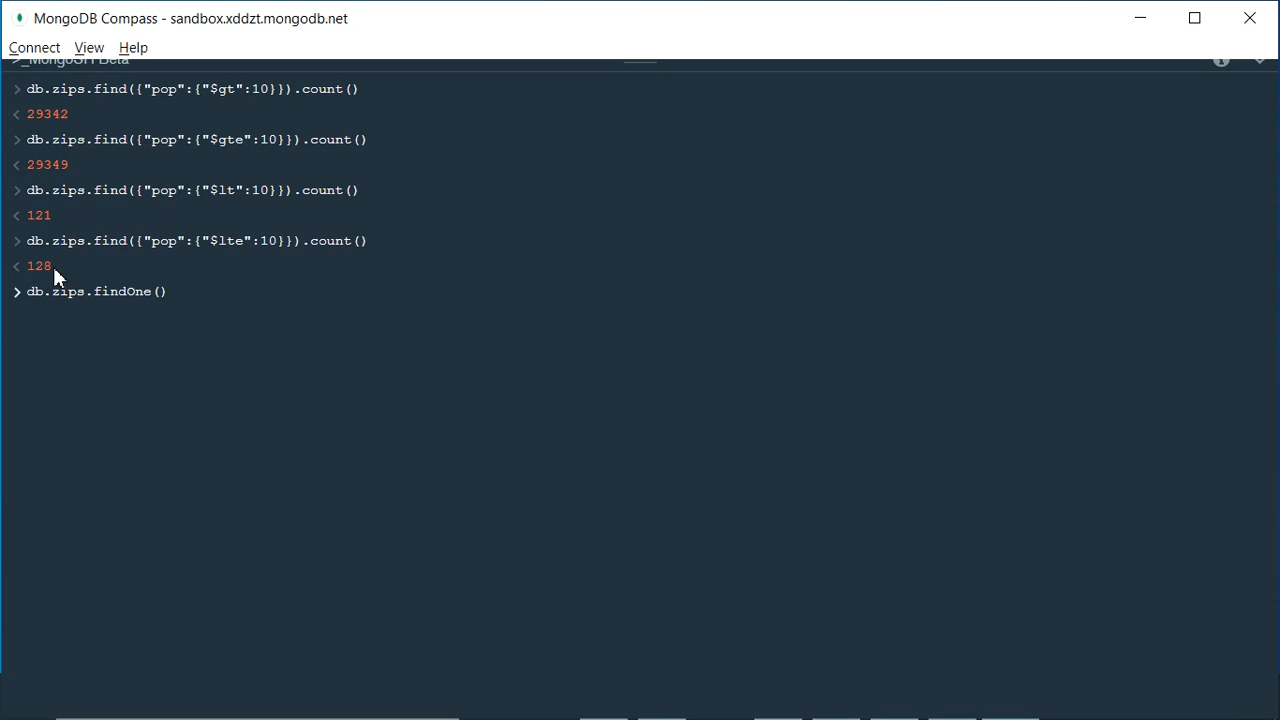 MongoDB Compass - sandbox.xddzt.mongodb.net
Connect View Help
>_MongoSH Beta
> db.zips.find({"pop":{"$gt":10}}).count()
< 29342
> db.zips.find({"pop":{"$gte":10}}).count()
< 29349
> db.zips.find({"pop":{"$lt":10}}).count()
< 121
> db.zips.find({"pop":{"$lte":10}}).count()
< 128
> db.zips.findOne()